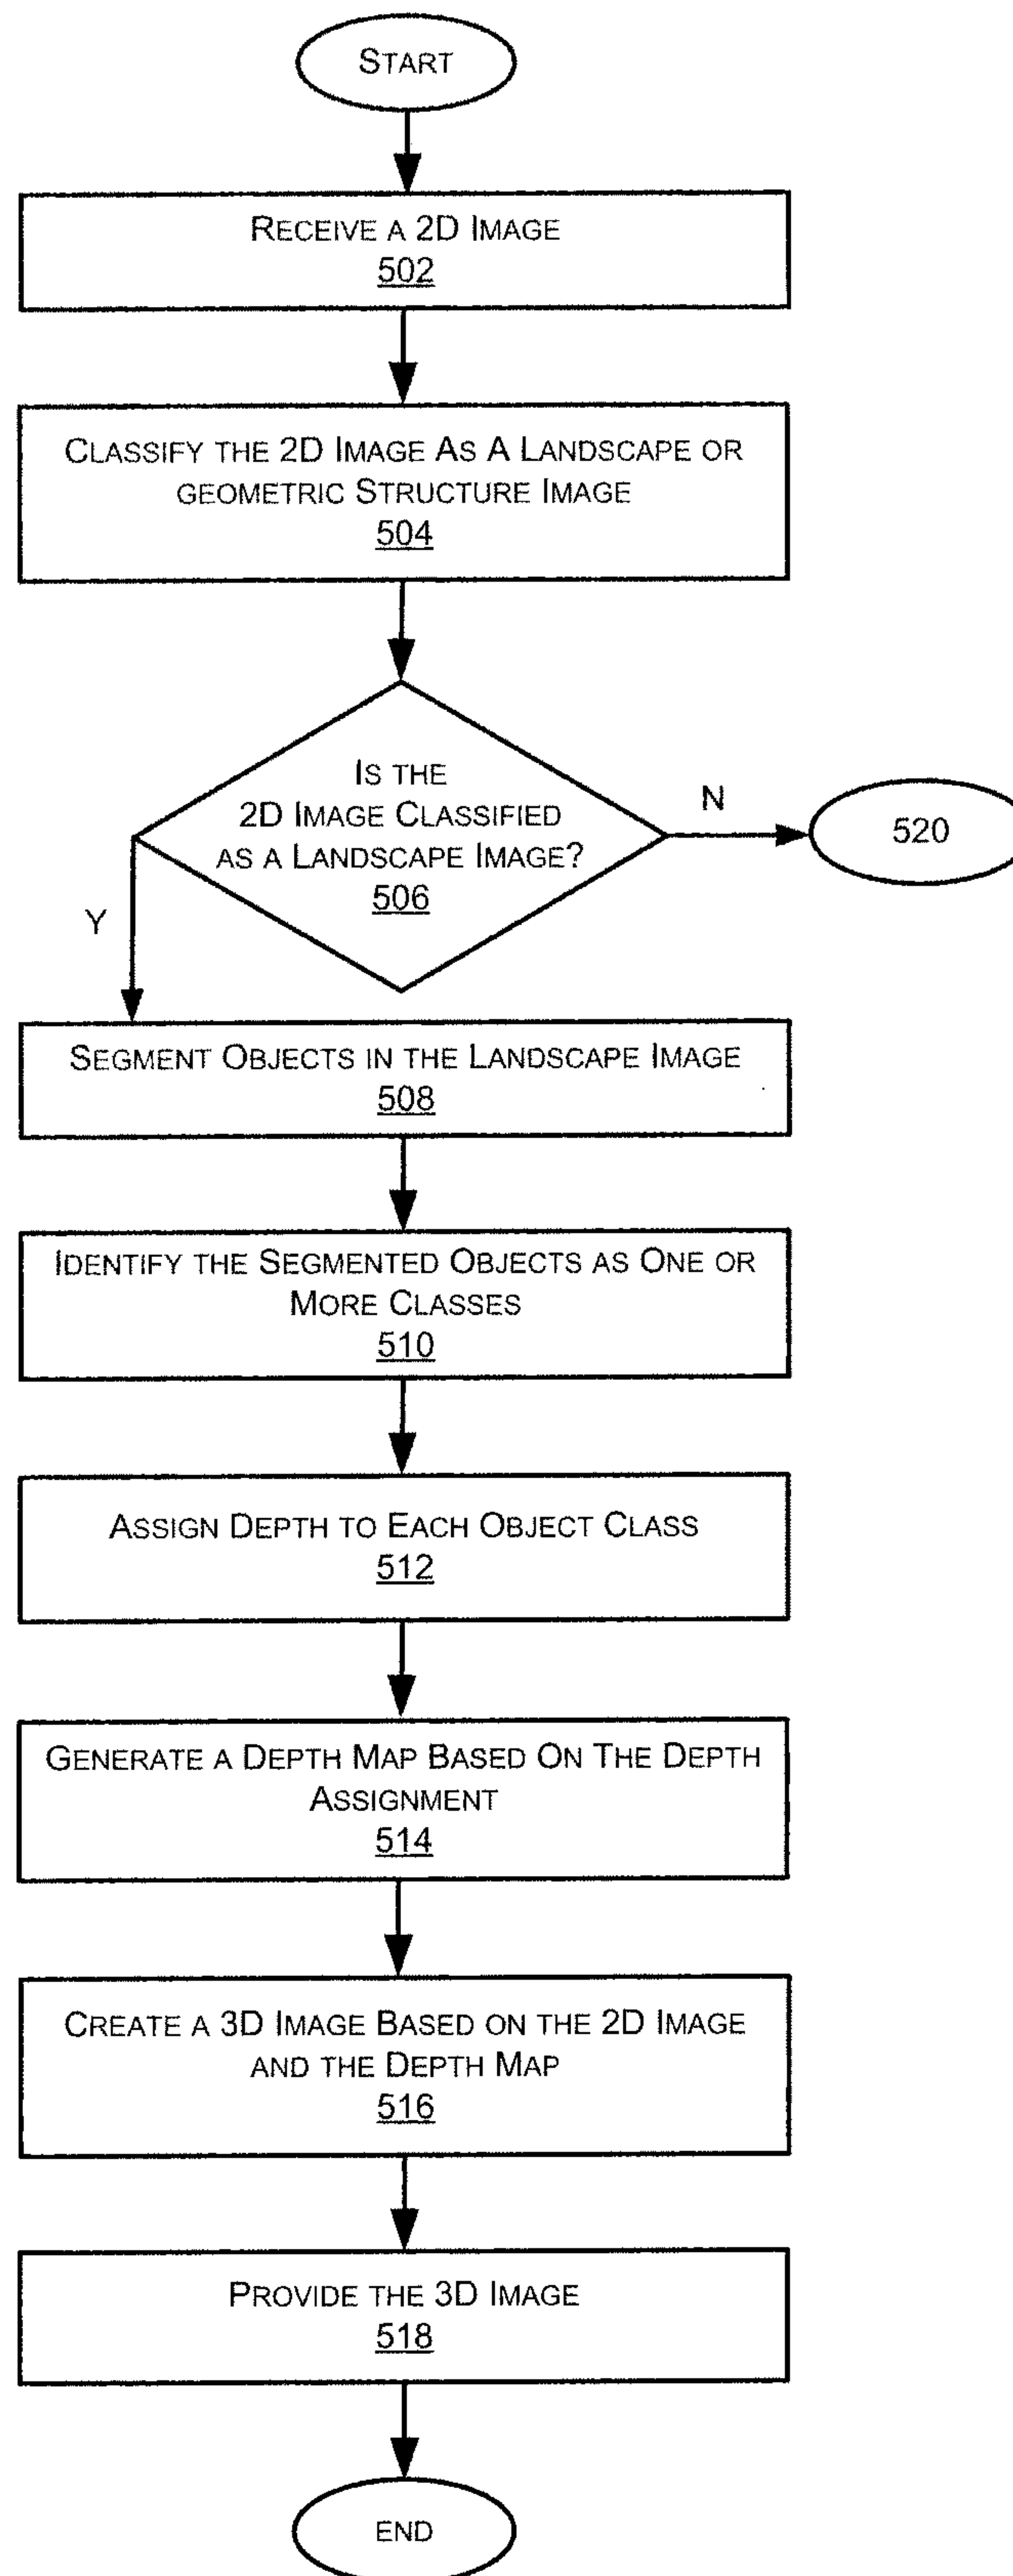 START
RECEIVE A 2D IMAGE
502
CLASSIFY THE 2D IMAGE AS A LANDSCAPE OR
GEOMETRIC STRUCTURE IMAGE
504
IS THE
2D IMAGE CLASSIFIED
AS A LANDSCAPE IMAGE?
506
N
520
Y
SEGMENT OBJECTS IN THE LANDSCAPE IMAGE
508
IDENTIFY THE SEGMENTED OBJECTS AS ONE OR
MORE CLASSES
510
ASSIGN DEPTH TO EACH OBJECT CLASS
512
GENERATE A DEPTH MAP BASED ON THE DEPTH
ASSIGNMENT
514
CREATE A 3D IMAGE BASED ON THE 2D IMAGE
AND THE DEPTH MAP
516
PROVIDE THE 3D IMAGE
518
END